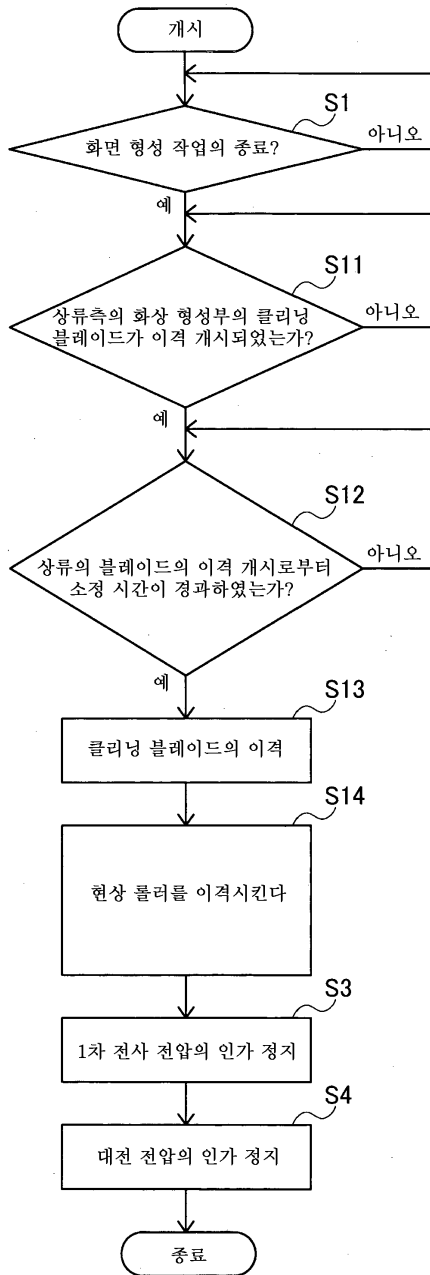 개시
S1
화면 형성 작업의 종료?
아니오
예
S11
상류측의 화상 형성부의 클리닝
블레이드가 이격 개시되었는가?
아니오
예
S12
상류의 블레이드의 이격 개시로부터
소정 시간이 경과하였는가?
아니오
예
S13
클리닝 블레이드의 이격
S14
현상 롤러를 이격시킨다
S3
1차 전사 전압의 인가 정지
S4
대전 전압의 인가 정지
종료